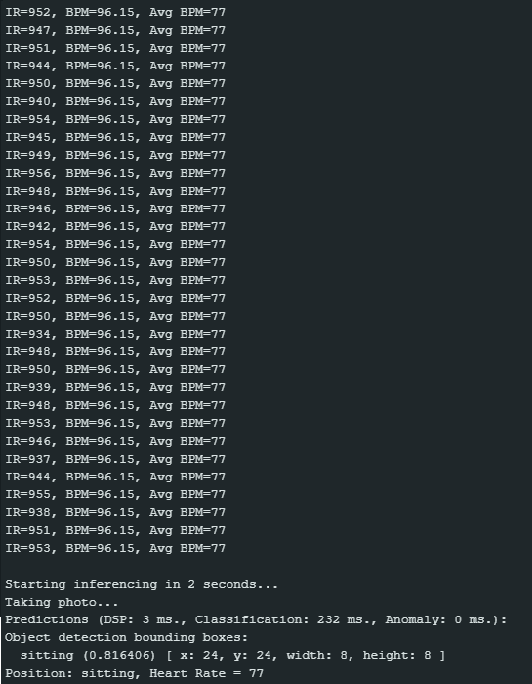 IR=952, BPM=96.15, Avg BPM=77
IR=947, BPM=96.15, Avg BPM=77
IR=951, BPM=96.15, Avg BPM=77
IR=944, BPM=96.15, Avg BPM=77
IR=950, BPM=96.15, Avg BPM=77
IR=940, BPM=96.15, Avg BPM=77
IR=954, BPM=96.15, Avg BPM=77
IR=945, BPM=96.15, Avg BPM=77
IR=949, BPM=96.15, Avg BPM=77
IR=956, BPM=96.15, Avg BPM=77
IR=948, BPM=96.15, Avg BPM=77
IR=946, BPM=96.15, Avg BPM=77
IR=942, BPM=96.15, Avg BPM=77
IR=954, BPM=96.15, Avg BPM=77
IR=950, BPM=96.15, Avg BPM=77
IR=953, BPM=96.15, Avg BPM=77
IR=952, BPM=96.15, Avg BPM=77
IR=950, BPM=96.15, Avg BPM=77
IR=934, BPM=96.15, Avg BPM=77
IR=948, BPM=96.15, Avg BPM=77
IR=950, BPM=96.15, Avg BPM=77
IR=939, BPM=96.15, Avg BPM=77
IR=948, BPM=96.15, Avg BPM=77
IR=953, BPM=96.15, Avg BPM=77
IR=946, BPM=96.15, Avg BPM=77
IR=937, BPM=96.15, Avg BPM=77
IR=944, BPM=96.15, Avg BPM=77
IR=955, BPM=96.15, Avg BPM=77
IR=938, BPM=96.15, Avg BPM=77
IR=951, BPM=96.15, Avg BPM=77
IR=953, BPM=96.15, Avg BPM=77
Starting inferencing in 2 seconds...
Taking photo...
Predictions (DSP: 3 ms., Classification: 232 ms., Anomaly: 0 ms.):
Object detection bounding boxes:
sitting (0.816406) [ x: 24, y: 24, width: 8, height: 8 ]
Position: sitting, Heart Rate = 77